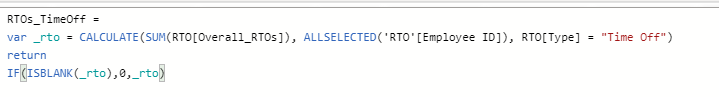 RTOs_TimeOff =
var _rto = CALCULATE(SUM(RTO[Overall_RTOs]), ALLSELECTED('RTO'[Employee ID]), RTO[Type] = "Time Off")
return
IF(ISBLANK(_rto),0,_rto)